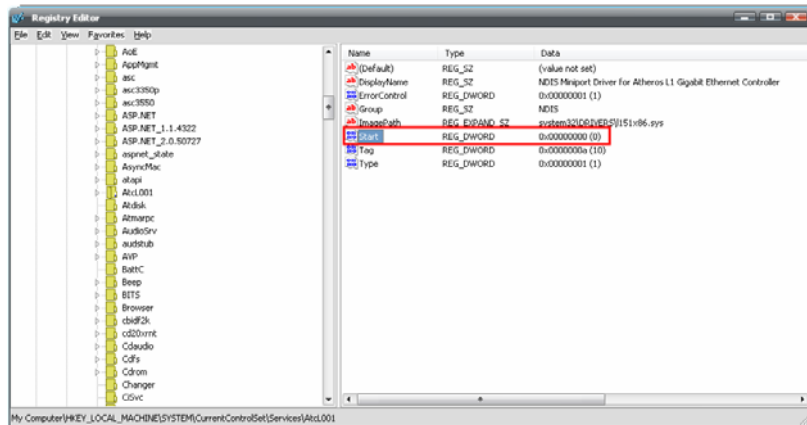 Registry Editor
File Edit View Favorites Help
AoE
AppMgmt
asc
asc3350p
asc3550
ASP.NET
ASP.NET_1.1.4322
ASP.NET_2.0.50727
aspnet_state
AsyncMac
atapi
AtcL001
Atdisk
Atmarpc
AudioSrv
audstub
AVP
BattC
Beep
BITS
Browser
cbidf2k
cd20xrnt
Cdaudio
Cdfs
Cdrom
Changer
CiSvc
Name Type Data
(Default) REG_SZ (value not set)
DisplayName REG_SZ NDIS Miniport Driver for Atheros L1 Gigabit Ethernet Controller
ErrorControl REG_DWORD 0x00000001 (1)
Group REG_SZ NDIS
ImagePath REG_EXPAND_SZ system32\DRIVERS\l151x86.sys
Start REG_DWORD 0x00000000 (0)
Tag REG_DWORD 0x0000000a (10)
Type REG_DWORD 0x00000001 (1)
My Computer\HKEY_LOCAL_MACHINE\SYSTEM\CurrentControlSet\Services\AtcL001